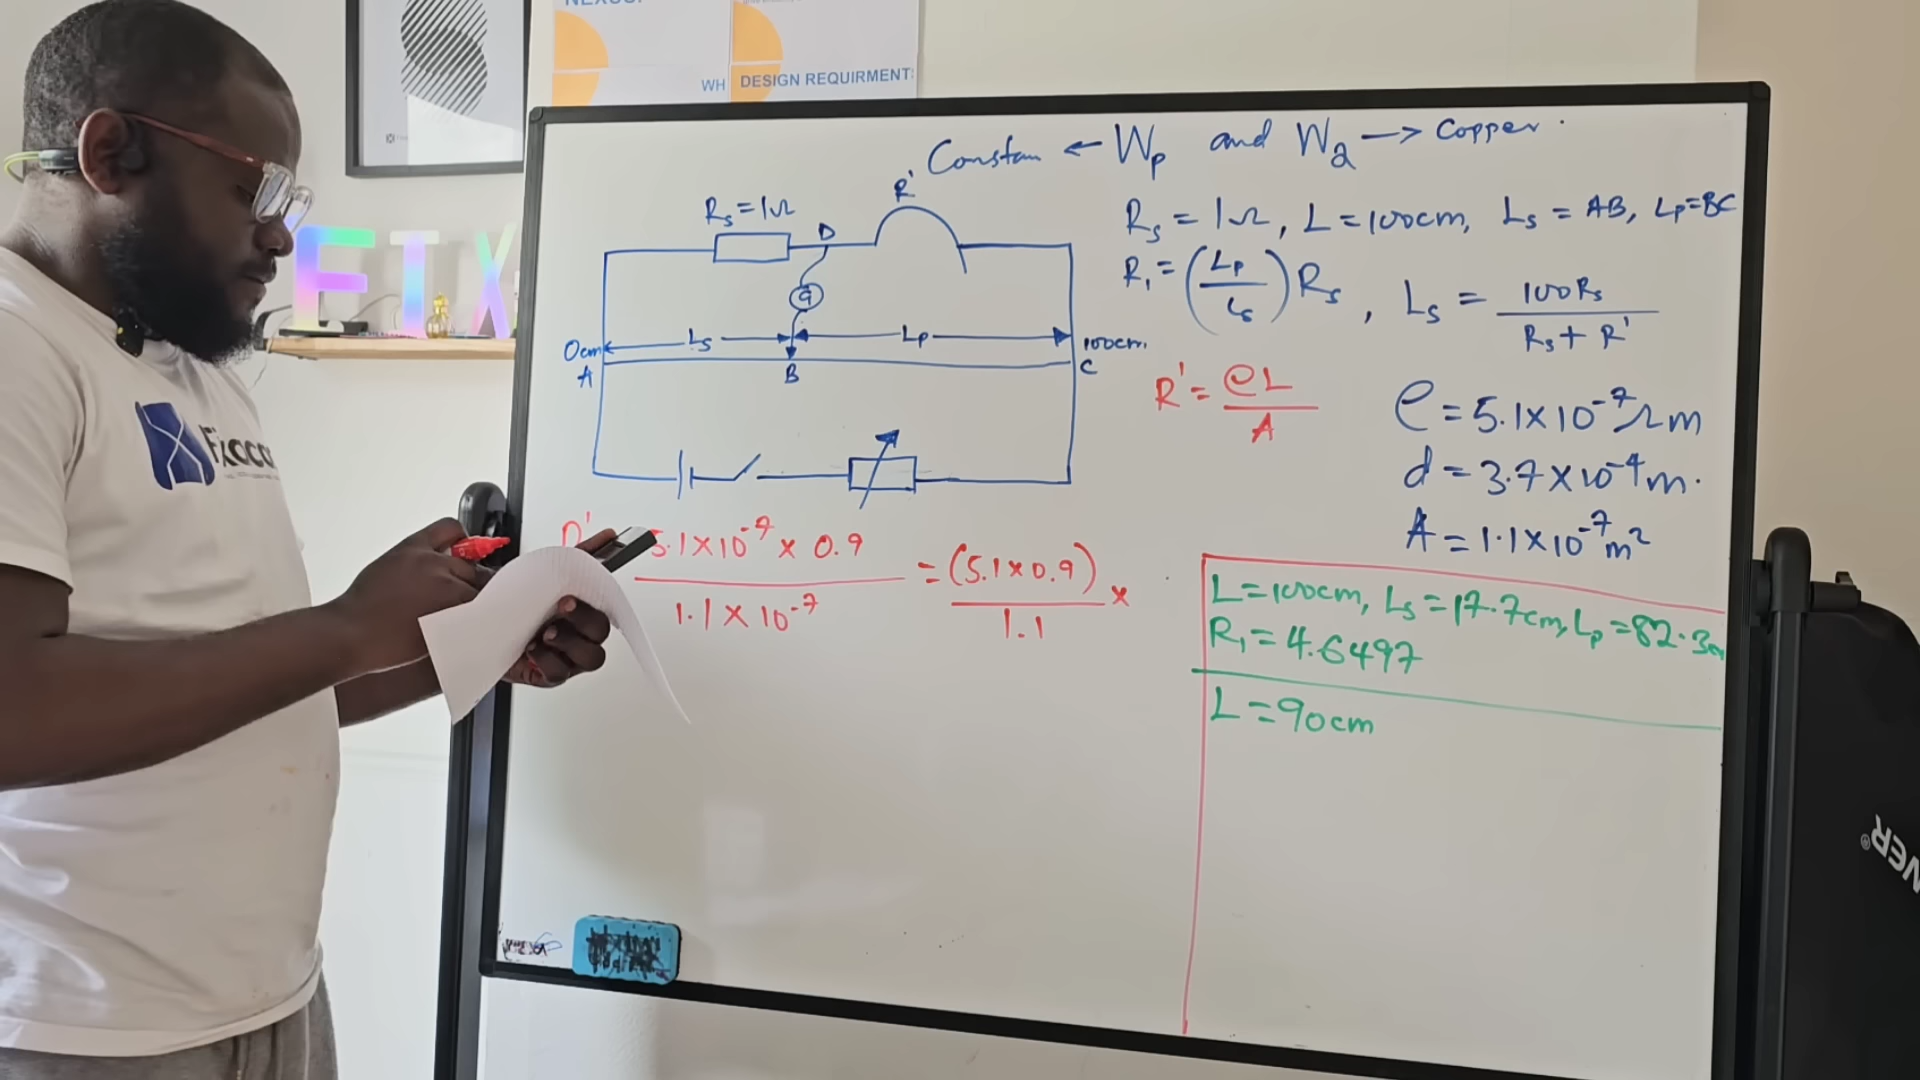 WH
DESIGN REQUIRMENT:
FIX
Constan ← Wp and W2 → Copper
Rs = 1Ω, L = 100cm, Ls = AB, Lp = BC
R1 = (Lp/Ls) Rs, Ls = 100Rs/(Rs + R')
R' = ρL/A
ρ = 5.1 × 10⁻⁷ Ωm
d = 3.7 × 10⁻⁴ m.
A = 1.1 × 10⁻⁷ m²
Rs = 1Ω
D
R'
G
0cm
Ls
Lp
100cm.
A
B
C
5.1 × 10⁻⁷ × 0.9 / 1.1 × 10⁻⁷ = (5.1 × 0.9) / 1.1 ×
L = 100cm, Ls = 17.7cm, Lp = 82.3cm
R1 = 4.6497
L = 90cm